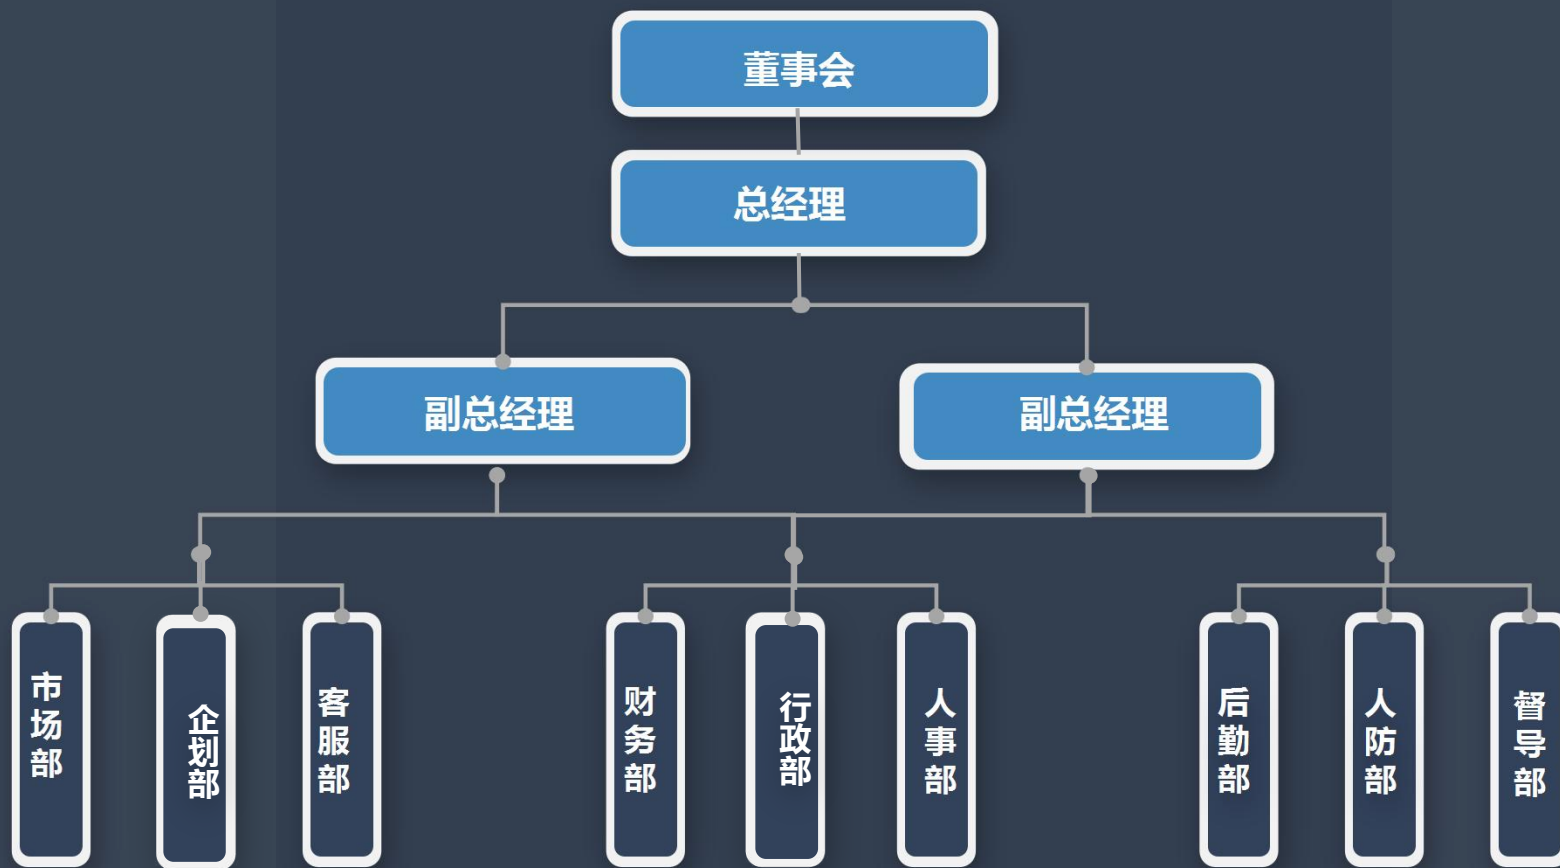 董事会
总经理
副总经理
副总经理
市场部
企划部
客服部
财务部
行政部
人事部
后勤部
人防部
督导部